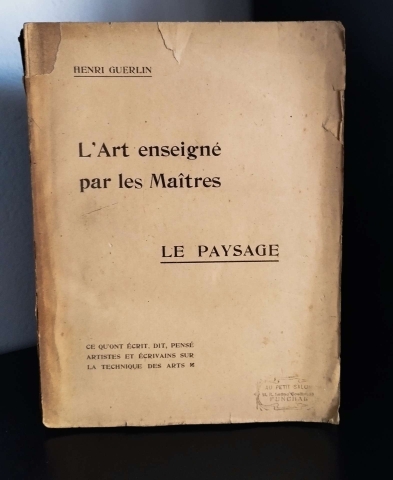 HENRI GUERLIN
L'Art enseigné
par les Maîtres
LE PAYSAGE
CE QU'ONT ÉCRIT, DIT, PENSÉ
ARTISTES ET ÉCRIVAINS SUR
LA TECHNIQUE DES ARTS
FUNCHAL